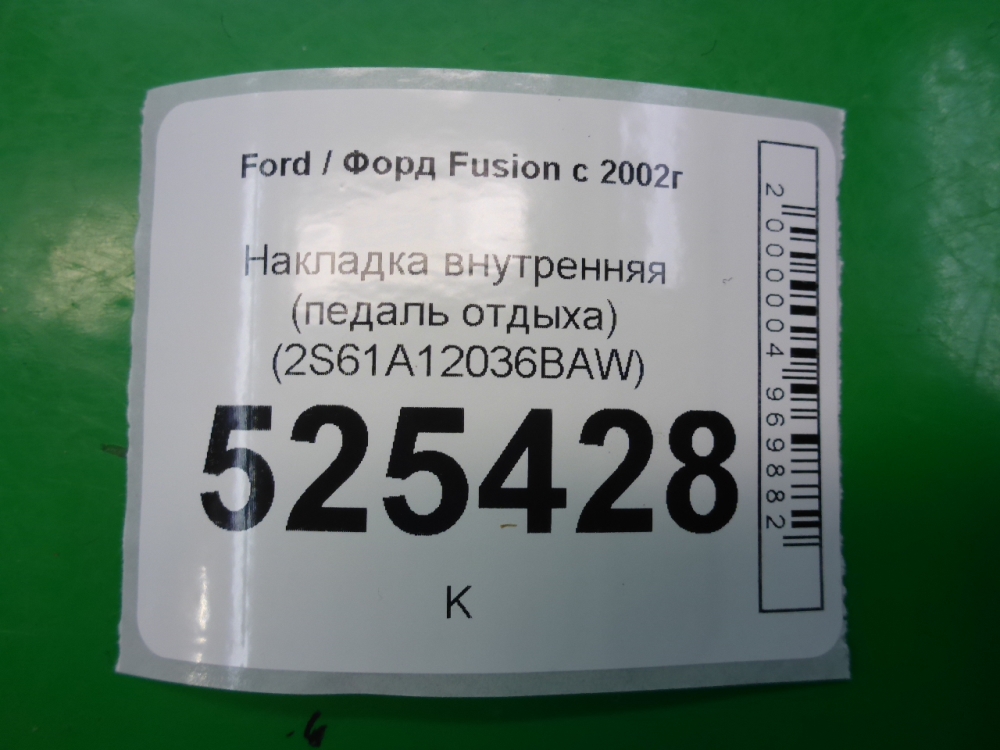 Ford / Форд Fusion с 2002г
Накладка внутренняя
(педаль отдыха)
(2S61A12036BAW)
525428
К
2000004969882